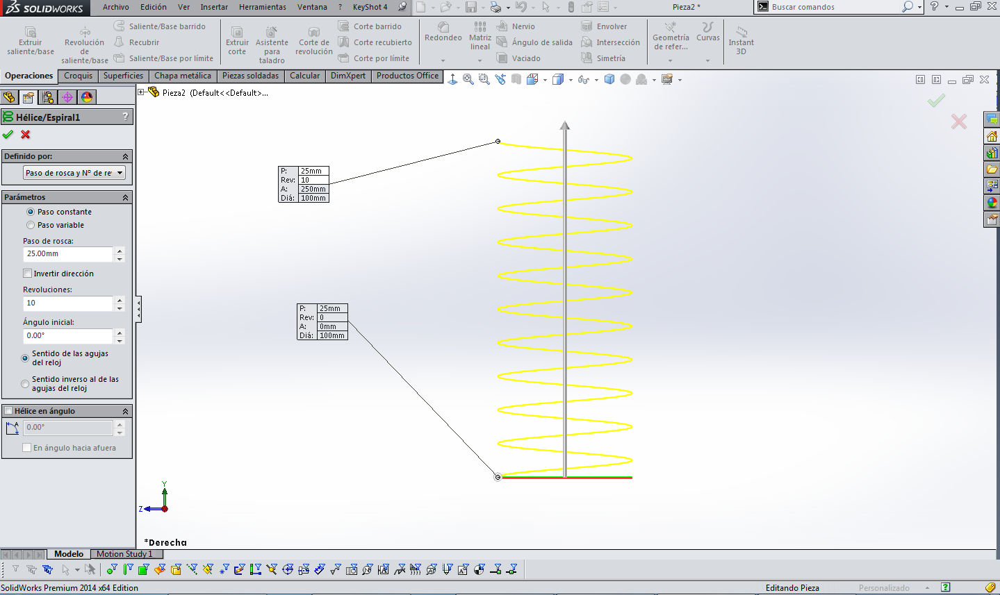 SOLIDWORKS
Archivo Edición Ver Insertar Herramientas Ventana ? KeyShot 4
Pieza2 *
Buscar comandos
Extruir saliente/base
Revolución de saliente/base
Saliente/Base barrido
Recubrir
Saliente/Base por límite
Extruir corte
Asistente para taladro
Corte de revolución
Corte barrido
Corte recubierto
Corte por límite
Redondeo
Matriz lineal
Nervio
Ángulo de salida
Vaciado
Envolver
Intersección
Simetría
Geometría de refer...
Curvas
Instant 3D
Operaciones Croquis Superficies Chapa metálica Piezas soldadas Calcular DimXpert Productos Office
Pieza2 (Default<<Default>...
Hélice/Espiral1 ?
Definido por:
Paso de rosca y Nº de re
Parámetros
Paso constante
Paso variable
Paso de rosca:
25.00mm
Invertir dirección
Revoluciones:
10
Ángulo inicial:
0.00°
Sentido de las agujas
del reloj
Sentido inverso al de las
agujas del reloj
Hélice en ángulo
A
0.00°
En ángulo hacia afuera
P: 25mm
Rev: 10
A: 250mm
Diá: 100mm
P: 25mm
Rev: 0
A: 0mm
Diá: 100mm
Y
Z
*Derecha
Modelo Motion Study 1
SolidWorks Premium 2014 x64 Edition
Editando Pieza
Personalizado
?